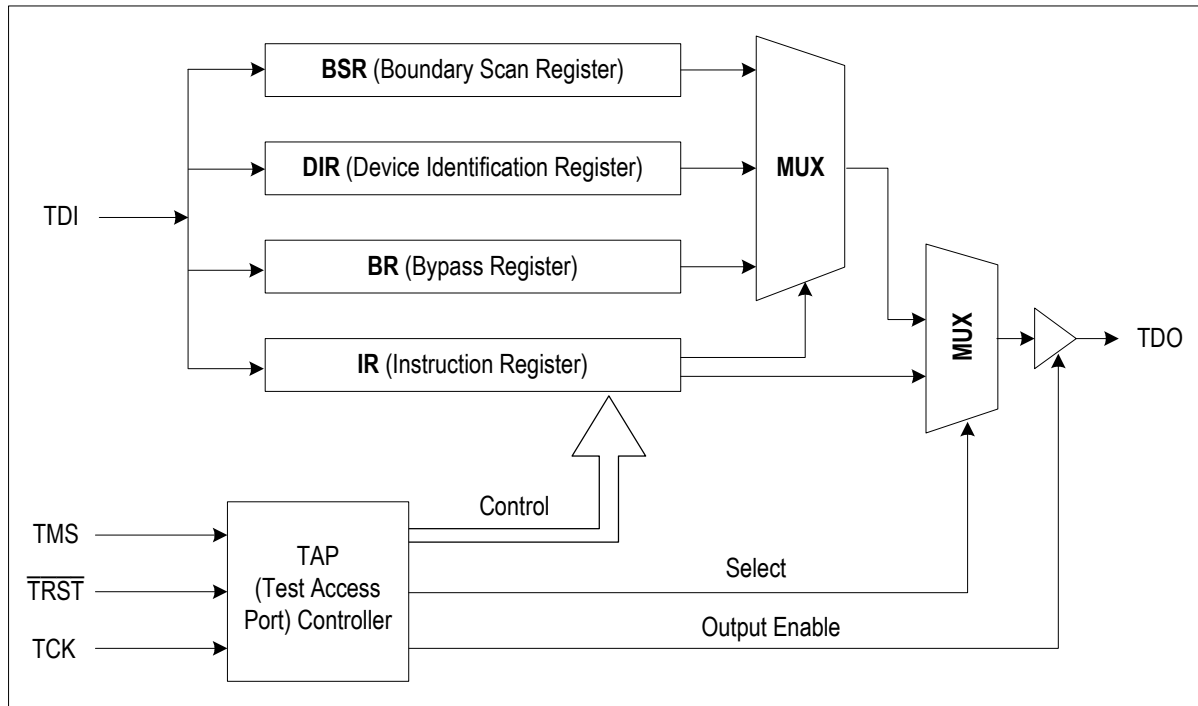 BSR (Boundary Scan Register)
DIR (Device Identification Register)
MUX
TDI
BR (Bypass Register)
MUX
TDO
IR (Instruction Register)
Control
TMS
TAP
(Test Access
Port) Controller
Select
T̅R̅S̅T̅
Output Enable
TCK